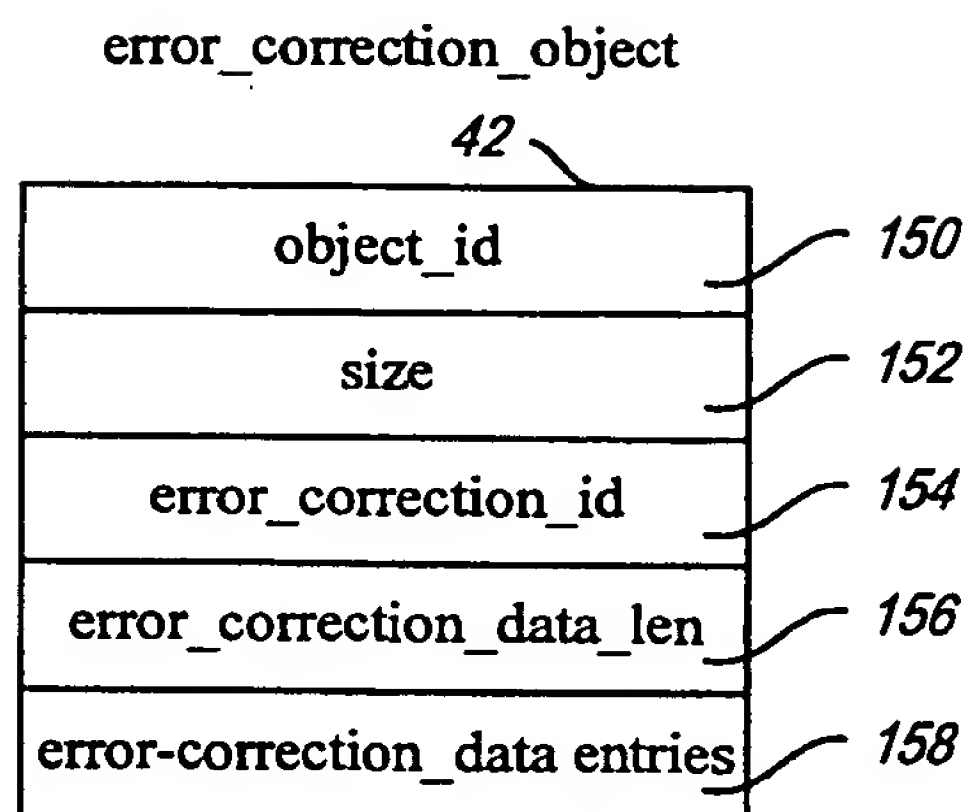 error_correction_object
42
object_id 150
size 152
error_correction_id 154
error_correction_data_len 156
error-correction_data entries 158